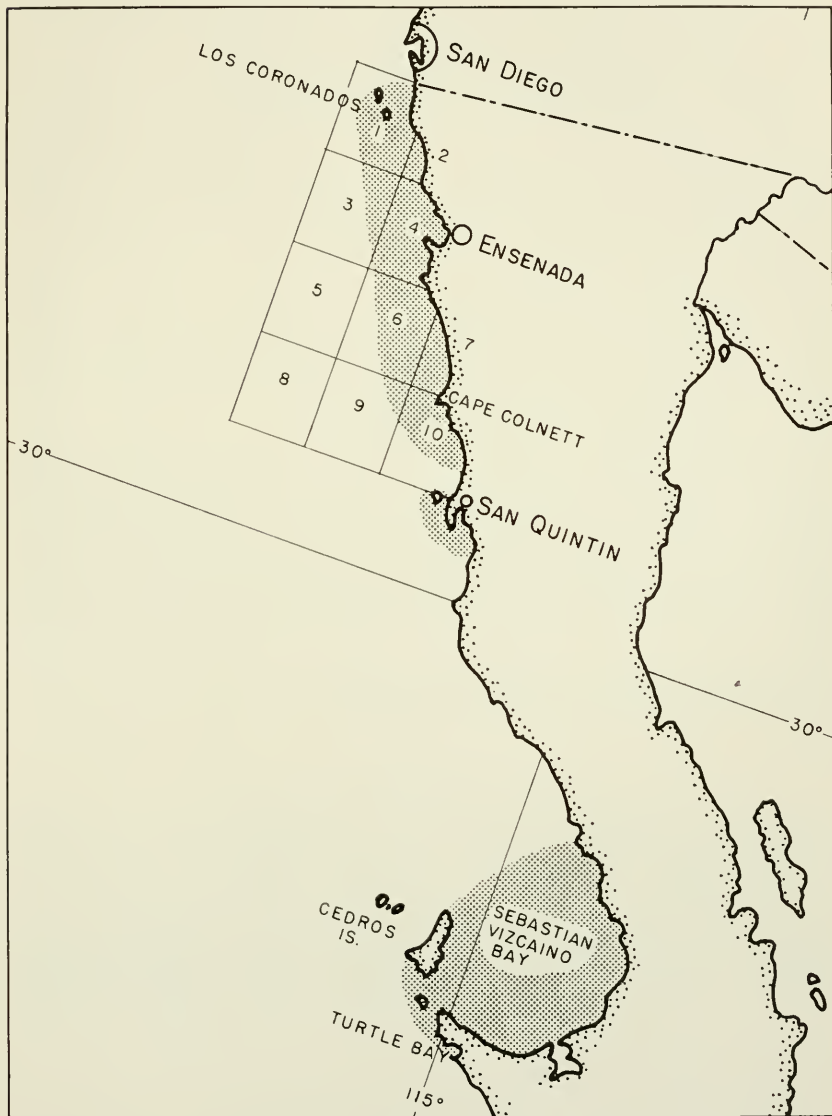 SAN DIEGO
LOS CORONADOS
1
2
3
4
ENSENADA
5
6
7
8
9
CAPE COLNETT
10
30°
SAN QUINTIN
30°
CEDROS
IS.
SEBASTIAN
VIZCAINO
BAY
TURTLE BAY
115°